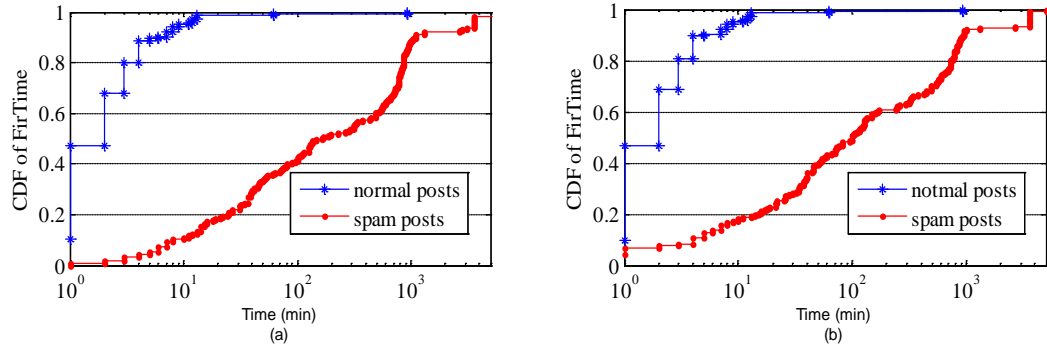 CDF of FirTime
1
0.8
0.6
0.4
0.2
0
normal posts
spam posts
10^0
10^1
10^2
10^3
Time (min)
(a)
CDF of FirTime
1
0.8
0.6
0.4
0.2
0
notmal posts
spam posts
10^0
10^1
10^2
10^3
Time (min)
(b)